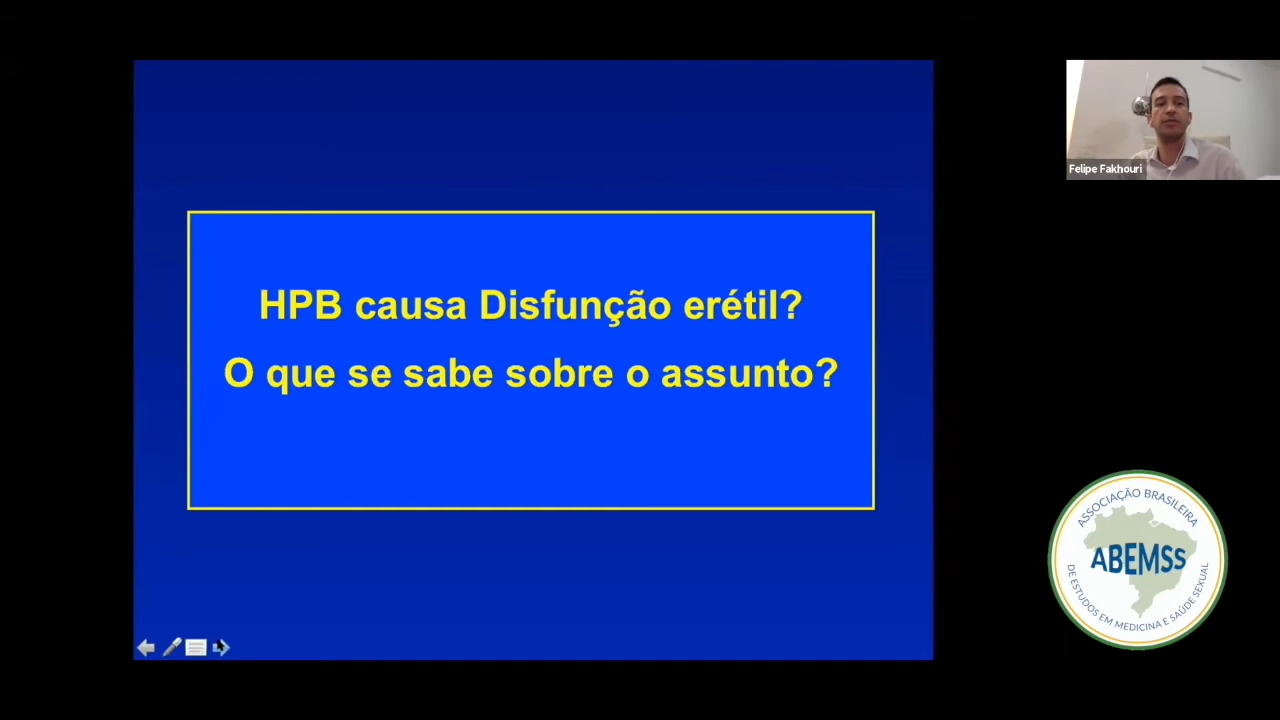 HPB causa Disfunção erétil?
O que se sabe sobre o assunto?
Felipe Fakhouri
ASSOCIAÇÃO BRASILEIRA
ABEMSS
DE ESTUDOS EM MEDICINA E SAÚDE SEXUAL